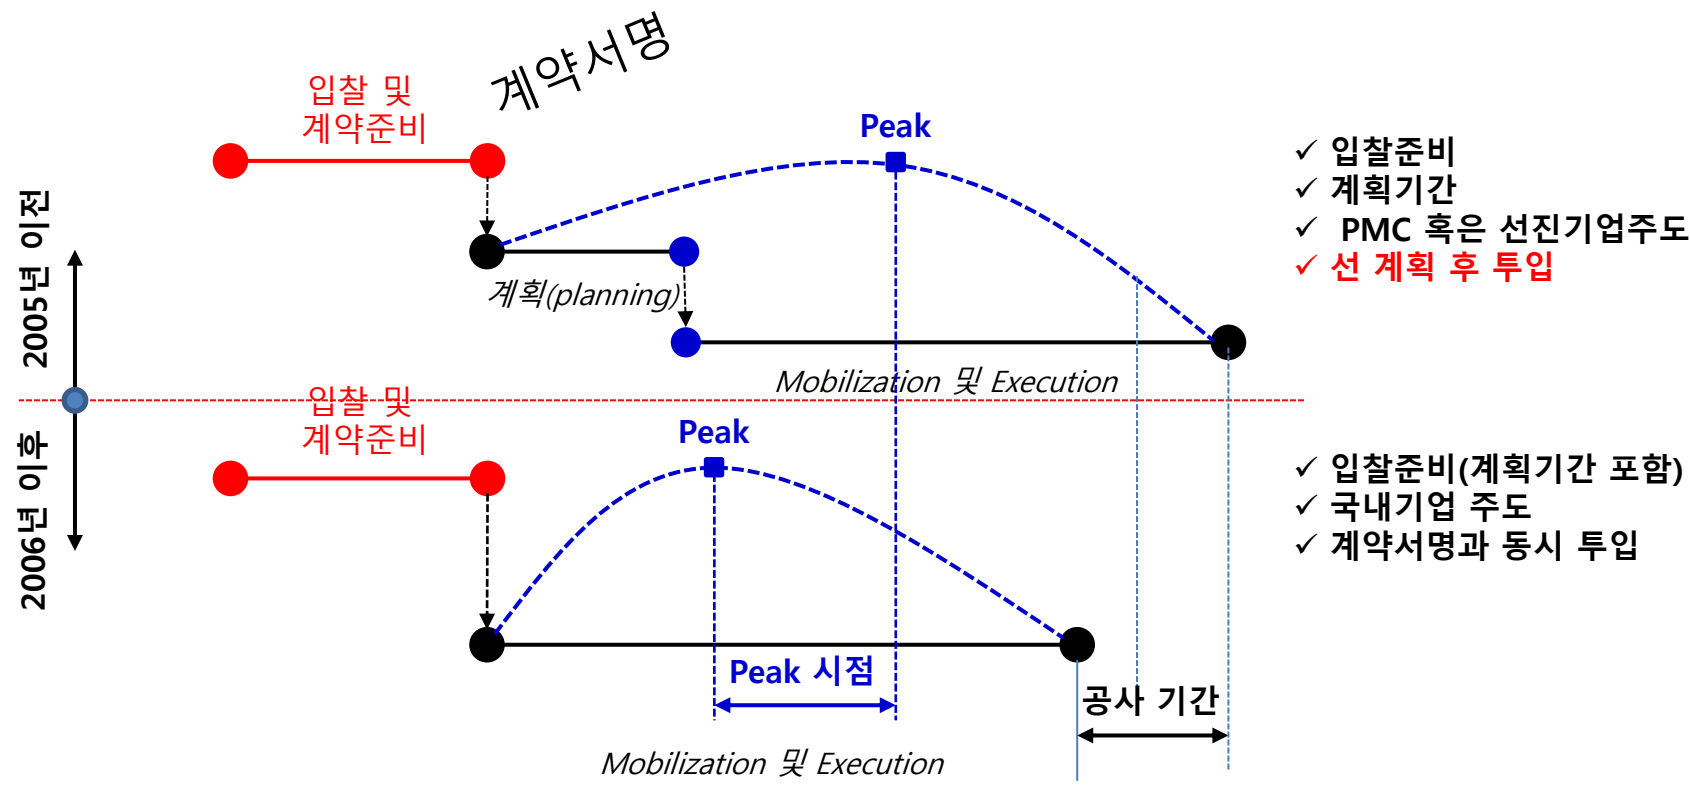 계약서명
입찰 및
계약준비
Peak
2005년 이전
계획(planning)
Mobilization 및 Execution
입찰준비
계획기간
PMC 혹은 선진기업주도
선 계획 후 투입
2006년 이후
입찰 및
계약준비
Peak
Peak 시점
공사 기간
Mobilization 및 Execution
입찰준비(계획기간 포함)
국내기업 주도
계약서명과 동시 투입